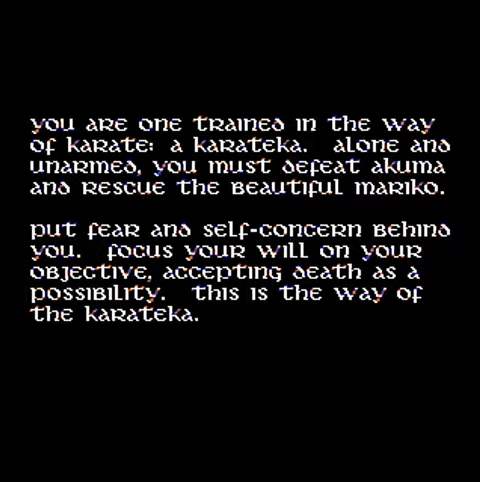 you are one trained in the way
of karate: a karateka. alone and
unarmed, you must defeat akuma
and rescue the beautiful mariko.
put fear and self-concern behind
you. focus your will on your
objective, accepting death as a
possibility. this is the way of
the karateka.